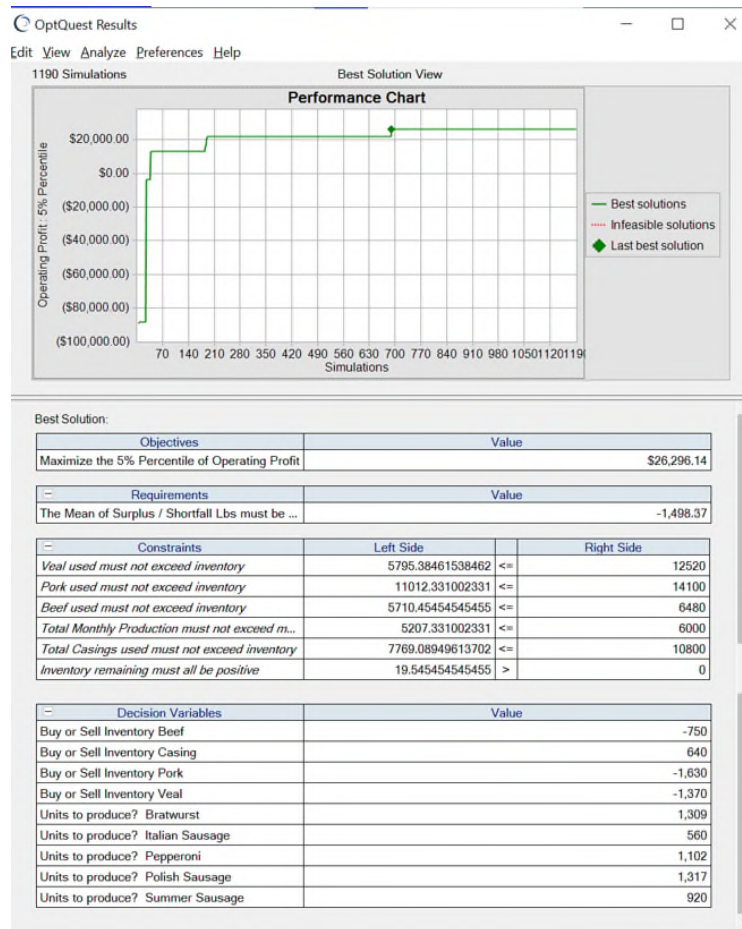 OptQuest Results
Edit View Analyze Preferences Help
1190 Simulations Best Solution View
Performance Chart
Operating Profit : 5% Percentile
$20,000.00
$0.00
($20,000.00)
($40,000.00)
($60,000.00)
($80,000.00)
($100,000.00)
70 140 210 280 350 420 490 560 630 700 770 840 910 980 1050 1120 119
Simulations
Best solutions
Infeasible solutions
Last best solution
Best Solution:
Objectives Value
Maximize the 5% Percentile of Operating Profit $26,296.14
Requirements Value
The Mean of Surplus / Shortfall Lbs must be ... -1,498.37
Constraints Left Side Right Side
Veal used must not exceed inventory 5795.38461538462 <= 12520
Pork used must not exceed inventory 11012.331002331 <= 14100
Beef used must not exceed inventory 5710.45454545455 <= 6480
Total Monthly Production must not exceed m... 5207.331002331 <= 6000
Total Casings used must not exceed inventory 7769.08949613702 <= 10800
Inventory remaining must all be positive 19.545454545455 > 0
Decision Variables Value
Buy or Sell Inventory Beef -750
Buy or Sell Inventory Casing 640
Buy or Sell Inventory Pork -1,630
Buy or Sell Inventory Veal -1,370
Units to produce? Bratwurst 1,309
Units to produce? Italian Sausage 560
Units to produce? Pepperoni 1,102
Units to produce? Polish Sausage 1,317
Units to produce? Summer Sausage 920